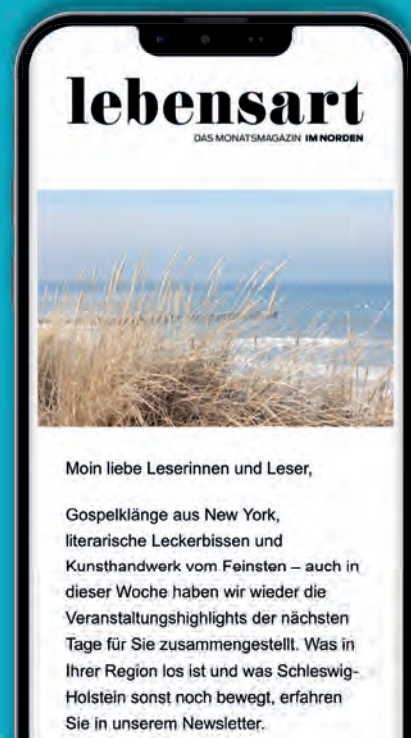 lebensart
DAS MONATSMAGAZIN IM NORDEN
Moin liebe Leserinnen und Leser,
Gospelklänge aus New York,
literarische Leckerbissen und
Kunsthandwerk vom Feinsten – auch in
dieser Woche haben wir wieder die
Veranstaltungshighlights der nächsten
Tage für Sie zusammengestellt. Was in
Ihrer Region los ist und was Schleswig-
Holstein sonst noch bewegt, erfahren
Sie in unserem Newsletter.